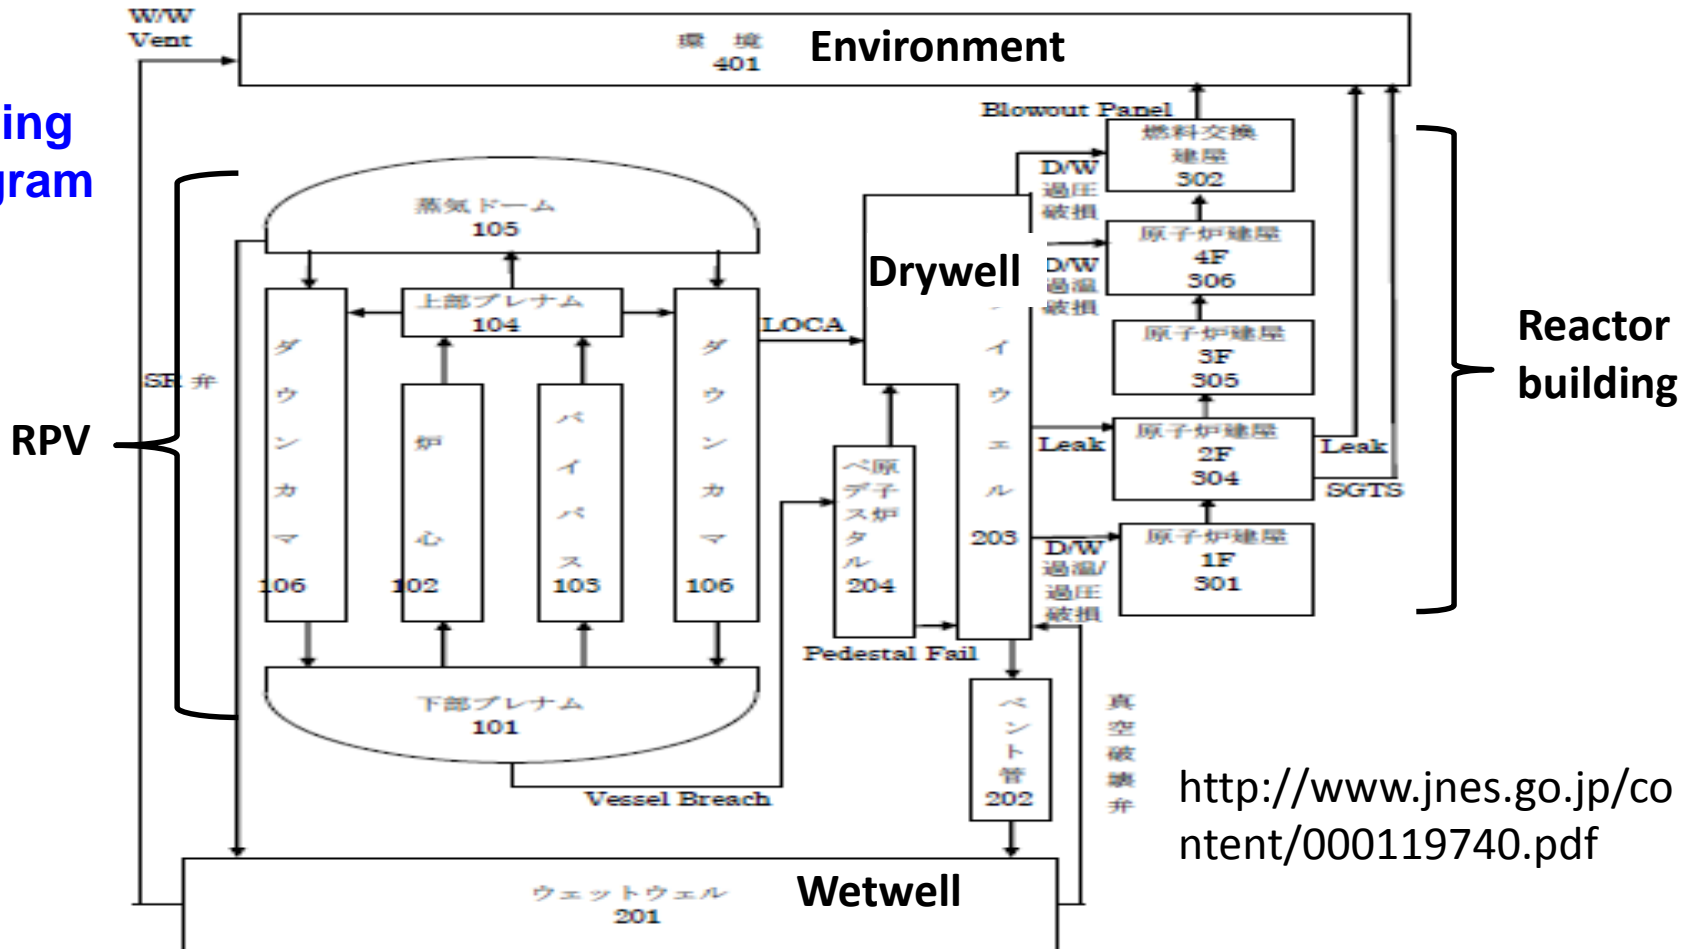 W/W
Vent
環 境
401
Environment
ing
gram
Blowout Panel
燃料交換
建屋
302
D/W
過圧
破損
蒸気ドーム
105
原子炉建屋
4F
306
Drywell
D/W
過温
破損
上部プレナム
104
LOCA
原子炉建屋
3F
305
Reactor
building
SR 弁
RPV
ダウンカマ
106
炉心
102
バイパス
103
ダウンカマ
106
原子炉
ペデスタル
204
イウェル
203
Leak
原子炉建屋
2F
304
Leak
SGTS
D/W
過温/
過圧
破損
原子炉建屋
1F
301
Pedestal Fail
下部プレナム
101
Vessel Breach
ベント管
202
真空破壊弁
http://www.jnes.go.jp/co
ntent/000119740.pdf
ウェットウェル
201
Wetwell